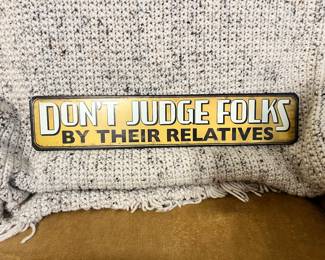 DON'T JUDGE FOLKS
BY THEIR RELATIVES